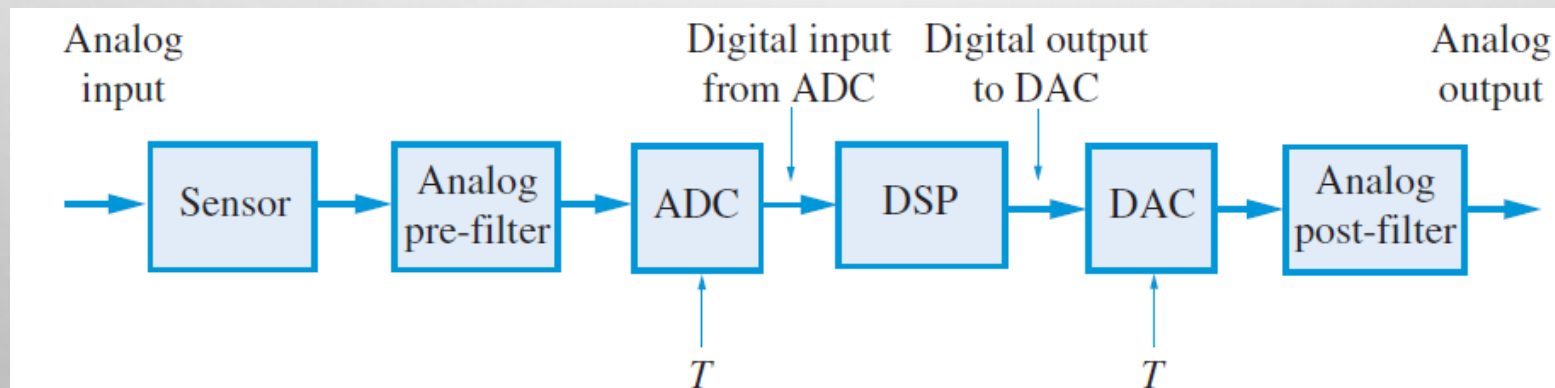 Analog
input
Digital input
from ADC
Digital output
to DAC
Analog
output
Sensor
Analog
pre-filter
ADC
DSP
DAC
Analog
post-filter
T
T